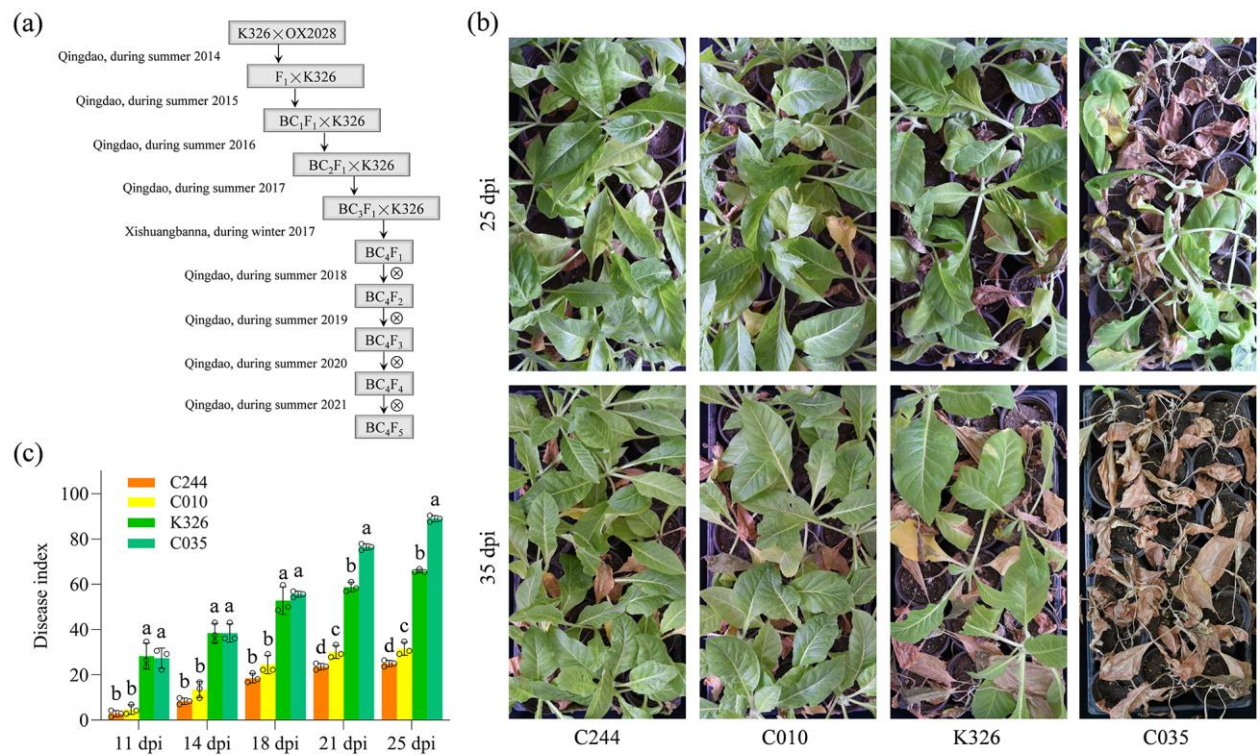 (a)
K326×OX2028
Qingdao, during summer 2014
F₁×K326
Qingdao, during summer 2015
BC₁F₁×K326
Qingdao, during summer 2016
BC₂F₁×K326
Qingdao, during summer 2017
BC₃F₁×K326
Xishuangbanna, during winter 2017
BC₄F₁
Qingdao, during summer 2018 ⊗
BC₄F₂
Qingdao, during summer 2019 ⊗
BC₄F₃
Qingdao, during summer 2020 ⊗
BC₄F₄
Qingdao, during summer 2021 ⊗
BC₄F₅
(b)
25 dpi
35 dpi
C244 C010 K326 C035
(c)
C244
C010
K326
C035
Disease index
100
80
60
40
20
0
b b a a
b b a a
b b a a
d c b a
d c b a
11 dpi 14 dpi 18 dpi 21 dpi 25 dpi